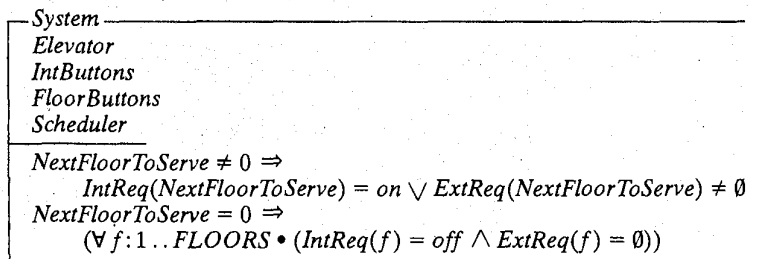 System
Elevator
IntButtons
FloorButtons
Scheduler
NextFloorToServe ≠ 0 ⇒
IntReq(NextFloorToServe) = on ∨ ExtReq(NextFloorToServe) ≠ ∅
NextFloorToServe = 0 ⇒
(∀ f : 1 . . FLOORS • (IntReq(f) = off ∧ ExtReq(f) = ∅))